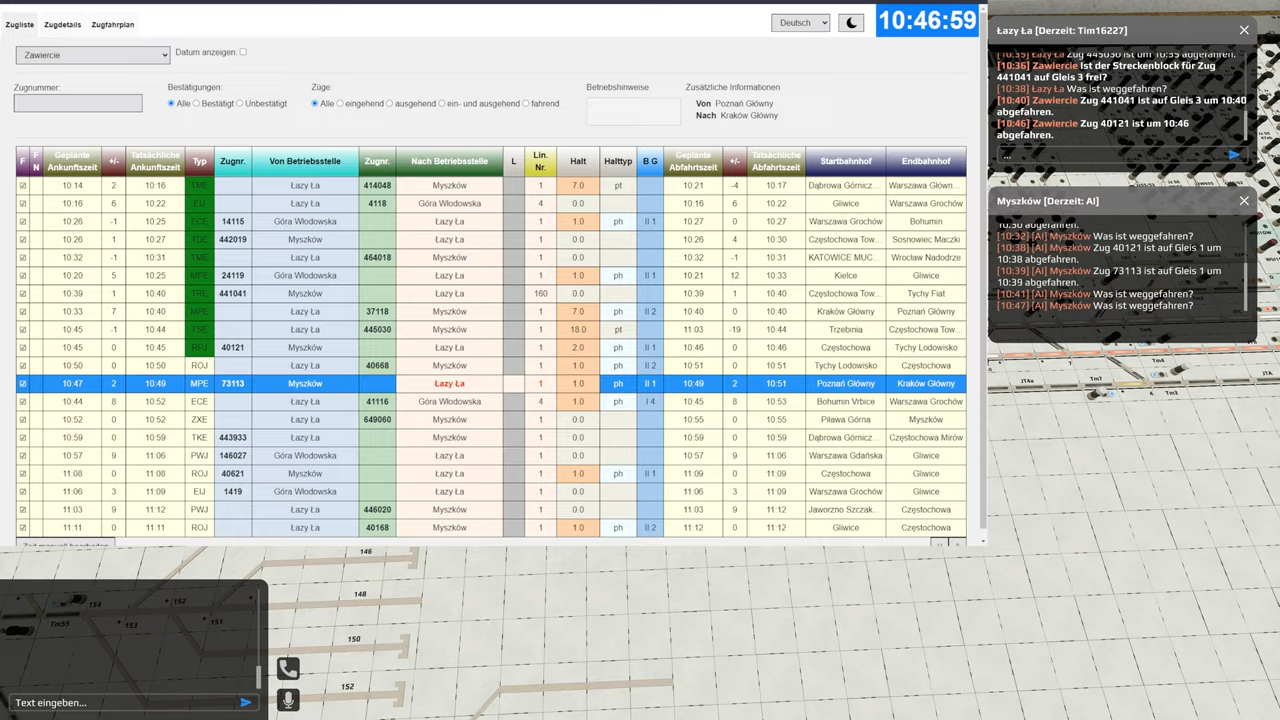 Zugliste Zugdetails Zugfahrplan
Deutsch
10:46:59
Zawiercie
Datum anzeigen:
Zugnummer:
Bestätigungen:
Alle Bestätigt Unbestätigt
Züge:
Alle eingehend ausgehend ein- und ausgehend fahrend
Betriebshinweise
Zusätzliche Informationen
Von Poznań Główny
Nach Kraków Główny
F F N Geplante Ankunftszeit +/- Tatsächliche Ankunftszeit Typ Zugnr. Von Betriebsstelle Zugnr. Nach Betriebsstelle L Lin. Nr. Halt Halttyp B G Geplante Abfahrtszeit +/- Tatsächliche Abfahrtszeit Startbahnhof Endbahnhof
10:14 2 10:16 TME Łazy Ła 414048 Myszków 1 7.0 pt 10:21 -4 10:17 Dąbrowa Górnicz... Warszawa Główn...
10:16 6 10:22 EIJ Łazy Ła 4118 Góra Włodowska 4 0.0 10:16 6 10:22 Gliwice Warszawa Grochów
10:26 -1 10:25 ECE 14115 Góra Włodowska Łazy Ła 1 1.0 ph II 1 10:27 0 10:27 Warszawa Grochów Bohumin
10:26 1 10:27 TDE 442019 Myszków Łazy Ła 1 0.0 10:26 4 10:30 Częstochowa Tow... Sosnowiec Maczki
10:32 -1 10:31 TME Łazy Ła 464018 Myszków 1 0.0 10:32 -1 10:31 KATOWICE MUC... Wrocław Nadodrze
10:20 5 10:25 MPE 24119 Góra Włodowska Łazy Ła 1 1.0 ph II 1 10:21 12 10:33 Kielce Gliwice
10:39 1 10:40 TRE 441041 Myszków Łazy Ła 160 0.0 10:39 1 10:40 Częstochowa Tow... Tychy Fiat
10:33 7 10:40 MPE Łazy Ła 37118 Myszków 1 7.0 ph II 2 10:40 0 10:40 Kraków Główny Poznań Główny
10:45 -1 10:44 TSE Łazy Ła 445030 Myszków 1 18.0 pt 11:03 -19 10:44 Trzebinia Częstochowa Tow...
10:45 0 10:45 RPJ 40121 Myszków Łazy Ła 1 2.0 ph II 1 10:46 0 10:46 Częstochowa Tychy Lodowisko
10:50 0 10:50 ROJ Łazy Ła 40668 Myszków 1 1.0 ph II 2 10:51 0 10:51 Tychy Lodowisko Częstochowa
10:47 2 10:49 MPE 73113 Myszków Łazy Ła 1 1.0 ph II 1 10:49 2 10:51 Poznań Główny Kraków Główny
10:44 8 10:52 ECE Łazy Ła 41116 Góra Włodowska 4 1.0 ph I 4 10:45 8 10:53 Bohumin Vrbice Warszawa Grochów
10:52 0 10:52 ZXE Łazy Ła 649060 Myszków 1 0.0 10:55 0 10:55 Piława Górna Myszków
10:59 0 10:59 TKE 443933 Myszków Łazy Ła 1 0.0 10:59 0 10:59 Dąbrowa Górnicz... Częstochowa Mirów
10:57 9 11:06 PWJ 146027 Góra Włodowska Łazy Ła 1 0.0 10:57 9 11:06 Warszawa Gdańska Gliwice
11:08 0 11:08 ROJ 40621 Myszków Łazy Ła 1 1.0 ph II 1 11:09 0 11:09 Częstochowa Gliwice
11:06 3 11:09 EIJ 1419 Góra Włodowska Łazy Ła 1 0.0 11:06 3 11:09 Warszawa Grochów Gliwice
11:03 9 11:12 PWJ Łazy Ła 446020 Myszków 1 0.0 11:03 9 11:12 Jaworzno Szczak... Gliwice
11:11 0 11:11 ROJ Łazy Ła 40168 Myszków 1 1.0 ph II 2 11:12 0 11:12 Gliwice Częstochowa
Łazy Ła [Derzeit: Tim16227]
[10:35] Łazy Ła Zug 445030 ist um 10:35 abgefahren.
[10:36] Zawiercie Ist der Streckenblock für Zug
441041 auf Gleis 3 frei?
[10:38] Łazy Ła Was ist weggefahren?
[10:40] Zawiercie Zug 441041 ist auf Gleis 3 um 10:40
abgefahren.
[10:46] Zawiercie Zug 40121 ist um 10:46
abgefahren.
...
Myszków [Derzeit: AI]
abgefahren.
[10:32] [AI] Myszków Was ist weggefahren?
[10:38] [AI] Myszków Zug 40121 ist auf Gleis 1 um
10:38 abgefahren.
[10:39] [AI] Myszków Zug 73113 ist auf Gleis 1 um
10:39 abgefahren.
[10:41] [AI] Myszków Was ist weggefahren?
[10:47] [AI] Myszków Was ist weggefahren?
Tm4
JTA
JT4a Tm7 4 Tm3
146
148
150
152
154 152
Tm55 153 151
Text eingeben...